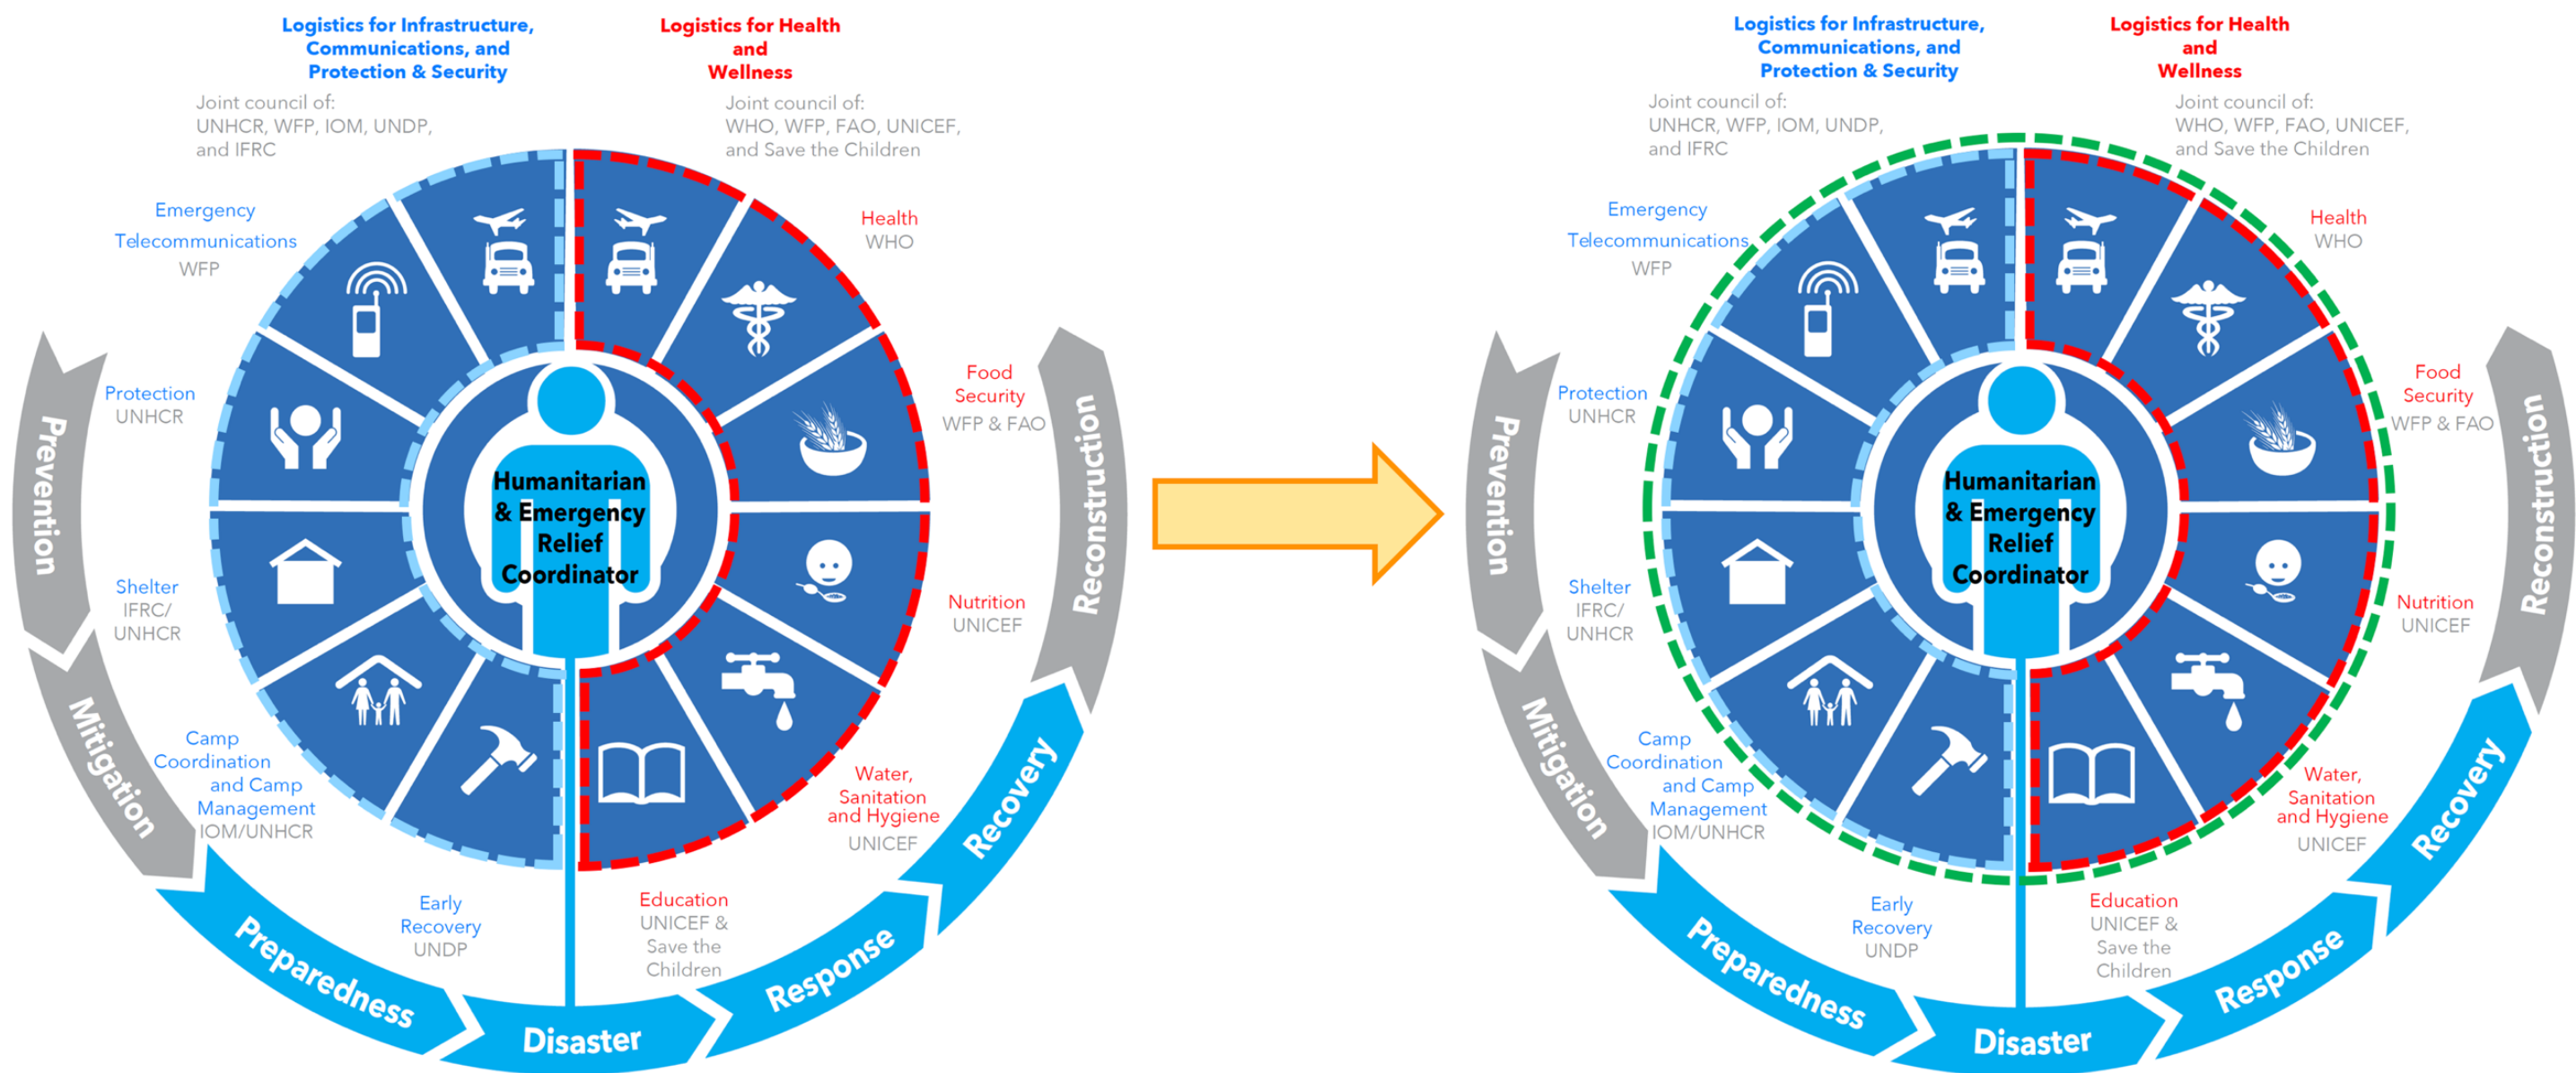 Logistics for Infrastructure,
Communications, and
Protection & Security
Joint council of:
UNHCR, WFP, IOM, UNDP,
and IFRC
Logistics for Health
and
Wellness
Joint council of:
WHO, WFP, FAO, UNICEF,
and Save the Children
Emergency
Telecommunications
WFP
Health
WHO
Protection
UNHCR
Food
Security
WFP & FAO
Humanitarian
& Emergency
Relief
Coordinator
Shelter
IFRC/
UNHCR
Nutrition
UNICEF
Camp
Coordination
and Camp
Management
IOM/UNHCR
Water,
Sanitation
and Hygiene
UNICEF
Early
Recovery
UNDP
Education
UNICEF &
Save the
Children
Prevention
Mitigation
Preparedness
Disaster
Response
Recovery
Reconstruction
Logistics for Infrastructure,
Communications, and
Protection & Security
Joint council of:
UNHCR, WFP, IOM, UNDP,
and IFRC
Logistics for Health
and
Wellness
Joint council of:
WHO, WFP, FAO, UNICEF,
and Save the Children
Emergency
Telecommunications
WFP
Health
WHO
Protection
UNHCR
Food
Security
WFP & FAO
Humanitarian
& Emergency
Relief
Coordinator
Shelter
IFRC/
UNHCR
Nutrition
UNICEF
Camp
Coordination
and Camp
Management
IOM/UNHCR
Water,
Sanitation
and Hygiene
UNICEF
Early
Recovery
UNDP
Education
UNICEF &
Save the
Children
Prevention
Mitigation
Preparedness
Disaster
Response
Recovery
Reconstruction